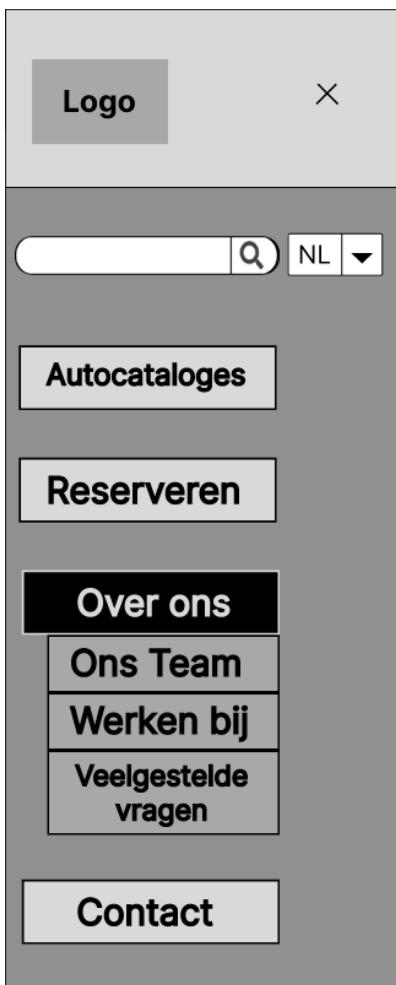 Logo
NL
Autocataloges
Reserveren
Over ons
Ons Team
Werken bij
Veelgestelde
vragen
Contact